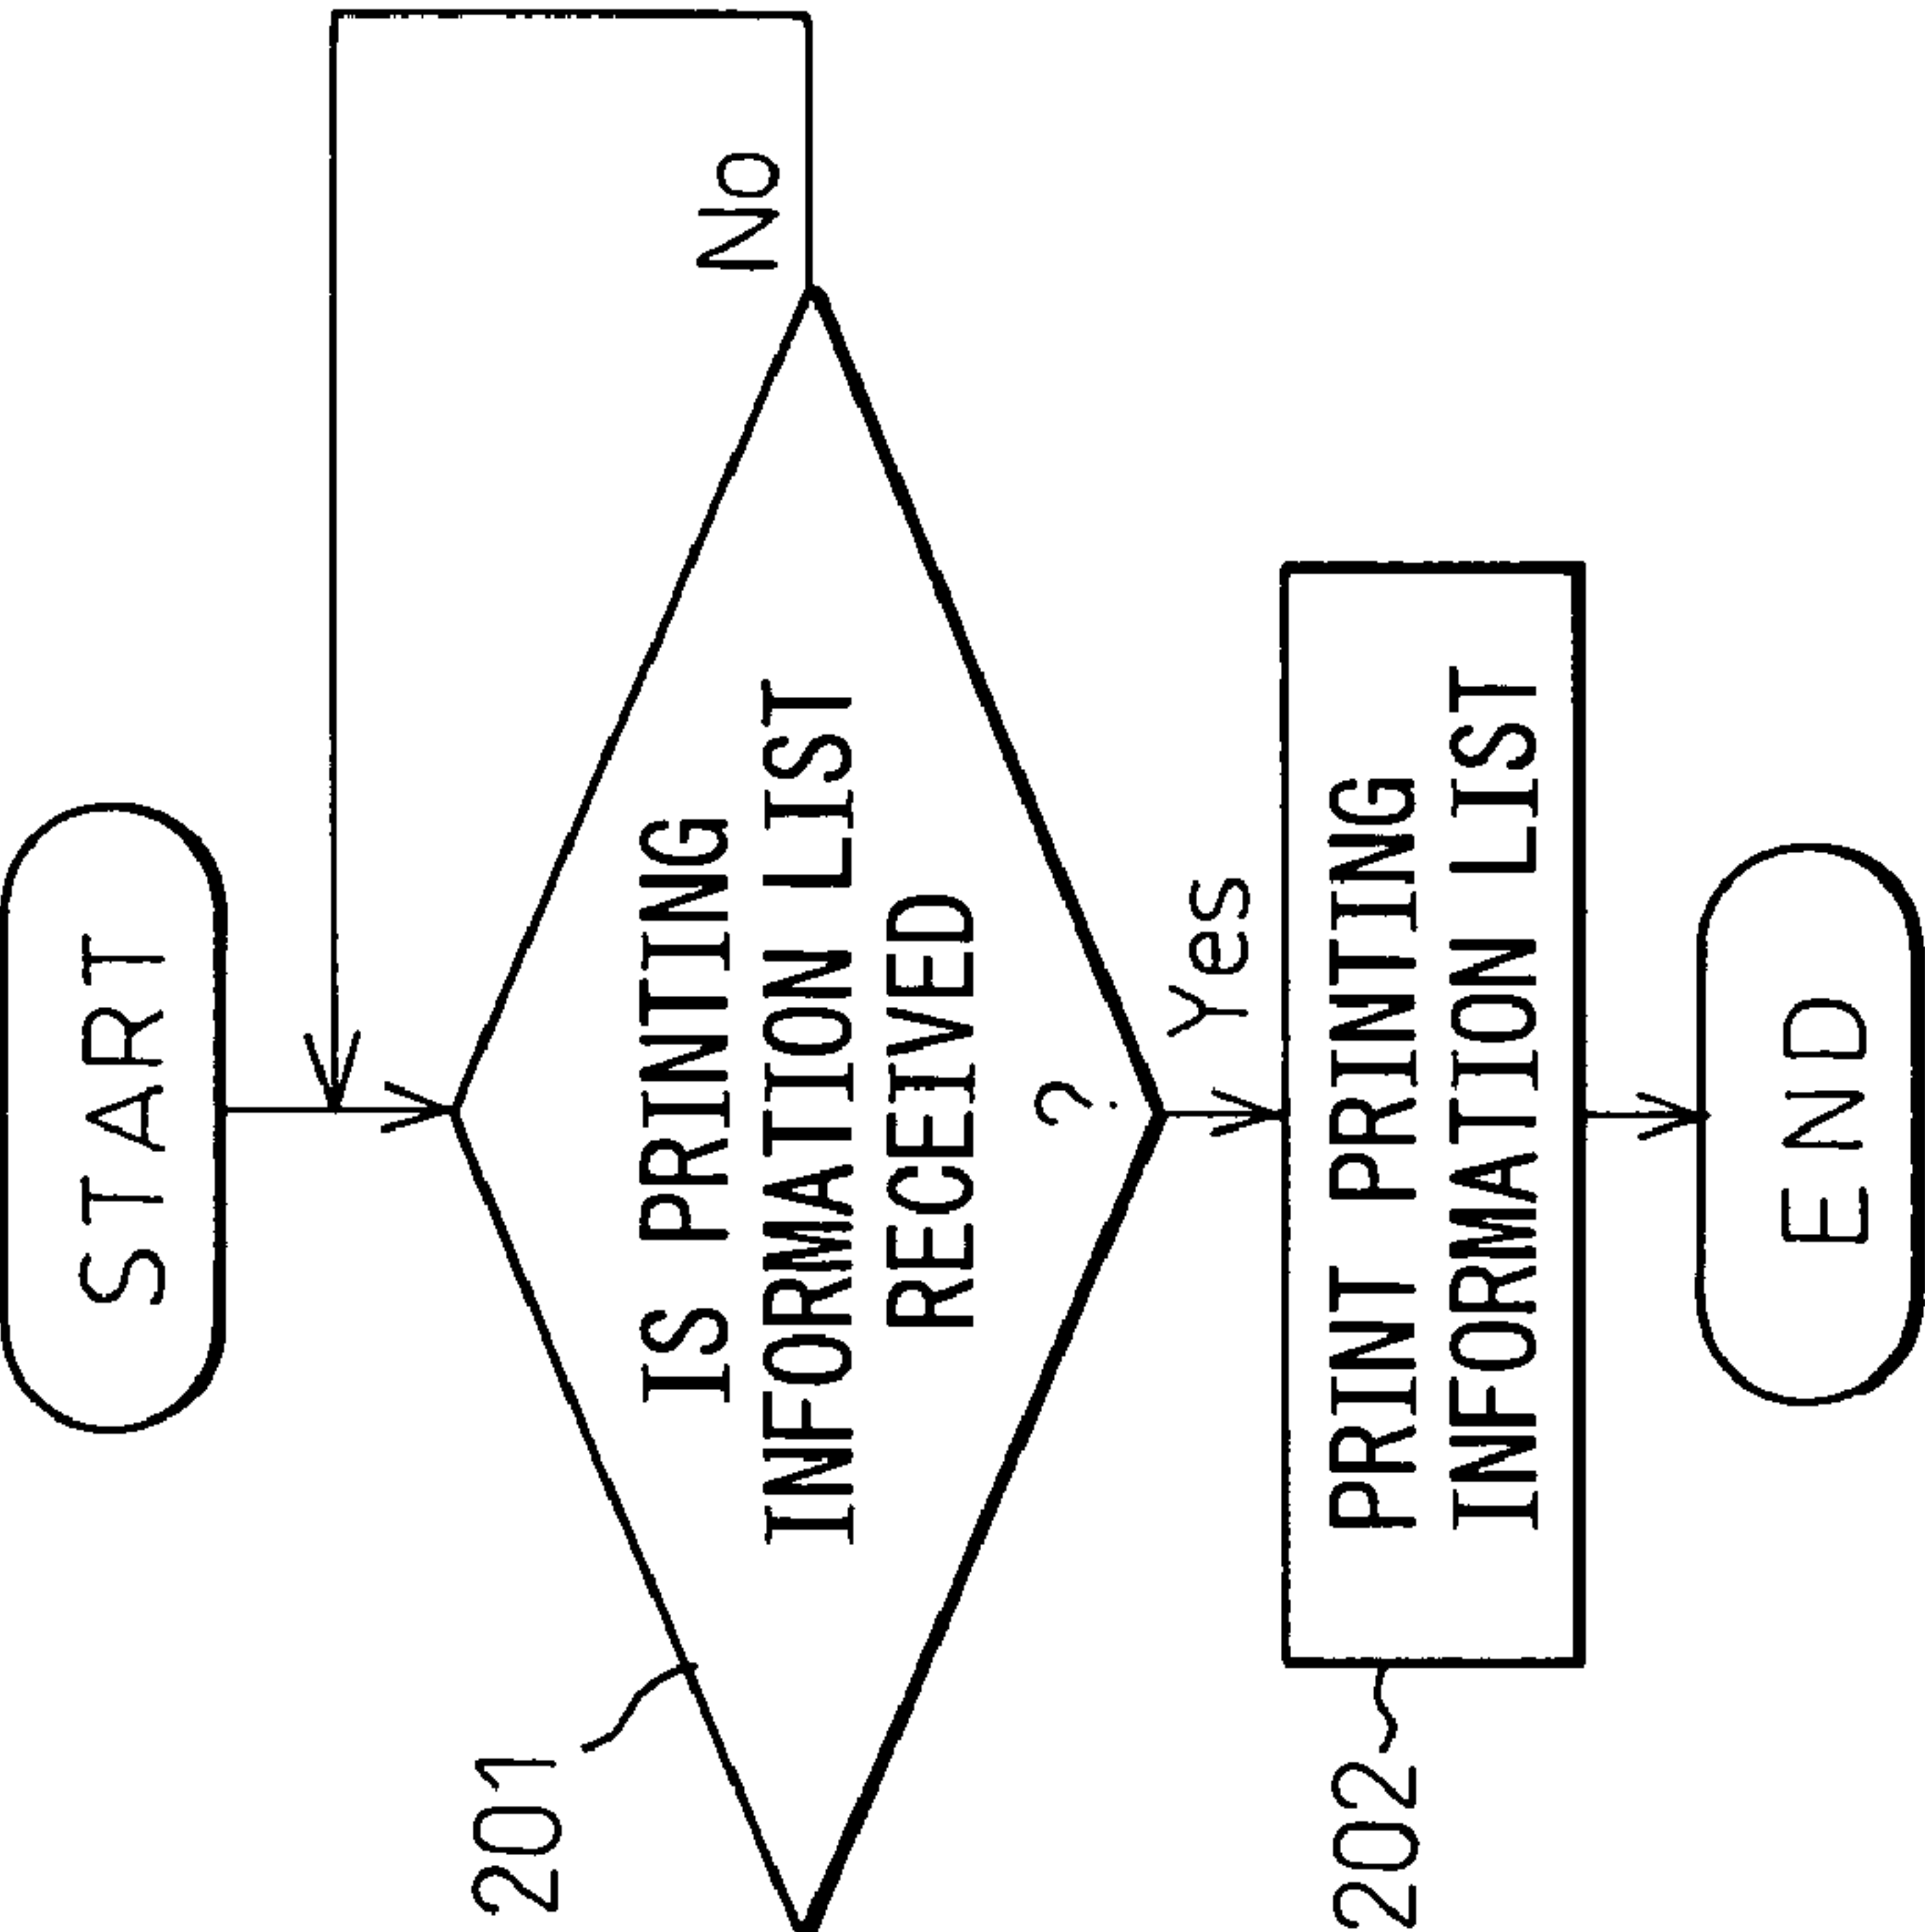 START
No
201
IS PRINTING
INFORMATION LIST
RECEIVED
?
Yes
202
PRINT PRINTING
INFORMATION LIST
END